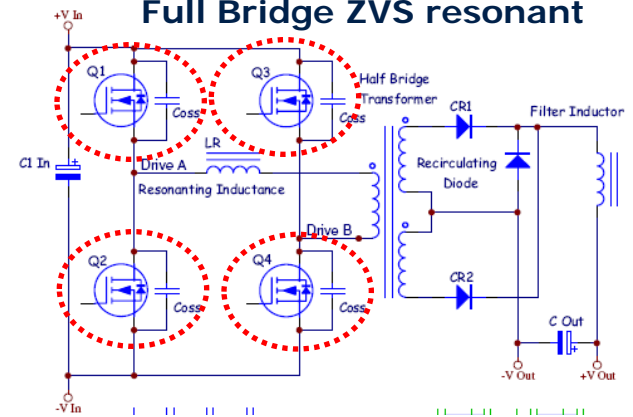 Full Bridge ZVS resonant
+V In
Q1
Q3
Half Bridge
Transformer
Coss
Coss
CR1
Filter Inductor
LR
C1 In
+
Drive A
Resonanting Inductance
Recirculating
Diode
Drive B
Q2
Q4
CR2
Coss
Coss
C Out
+
-V Out
+V Out
-V In